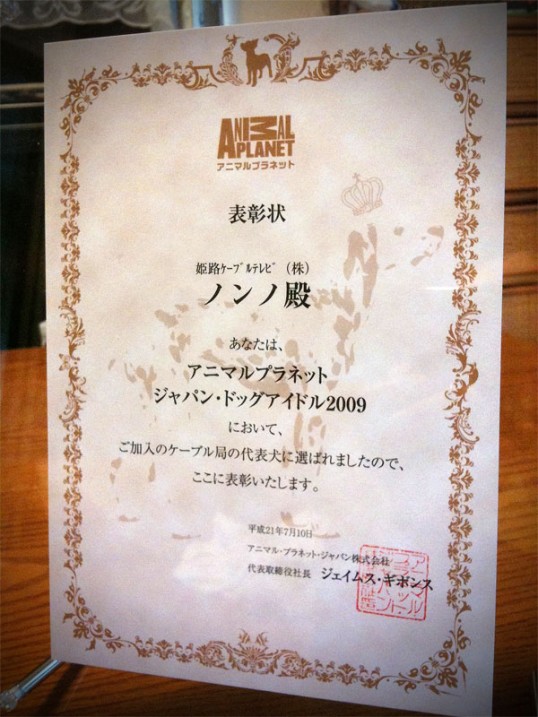 ANIMAL
PLANET
アニマルプラネット
表彰状
姫路ｹｰﾌﾞﾙﾃﾚﾋﾞ（株）
ノンノ殿
あなたは、
アニマルプラネット
ジャパン・ドッグアイドル2009
において、
ご加入のケーブル局の代表犬に選ばれましたので、
ここに表彰いたします。
平成21年7月10日
アニマル・プラネット・ジャパン株式会社
代表取締役社長 ジェイムス・ギボンス